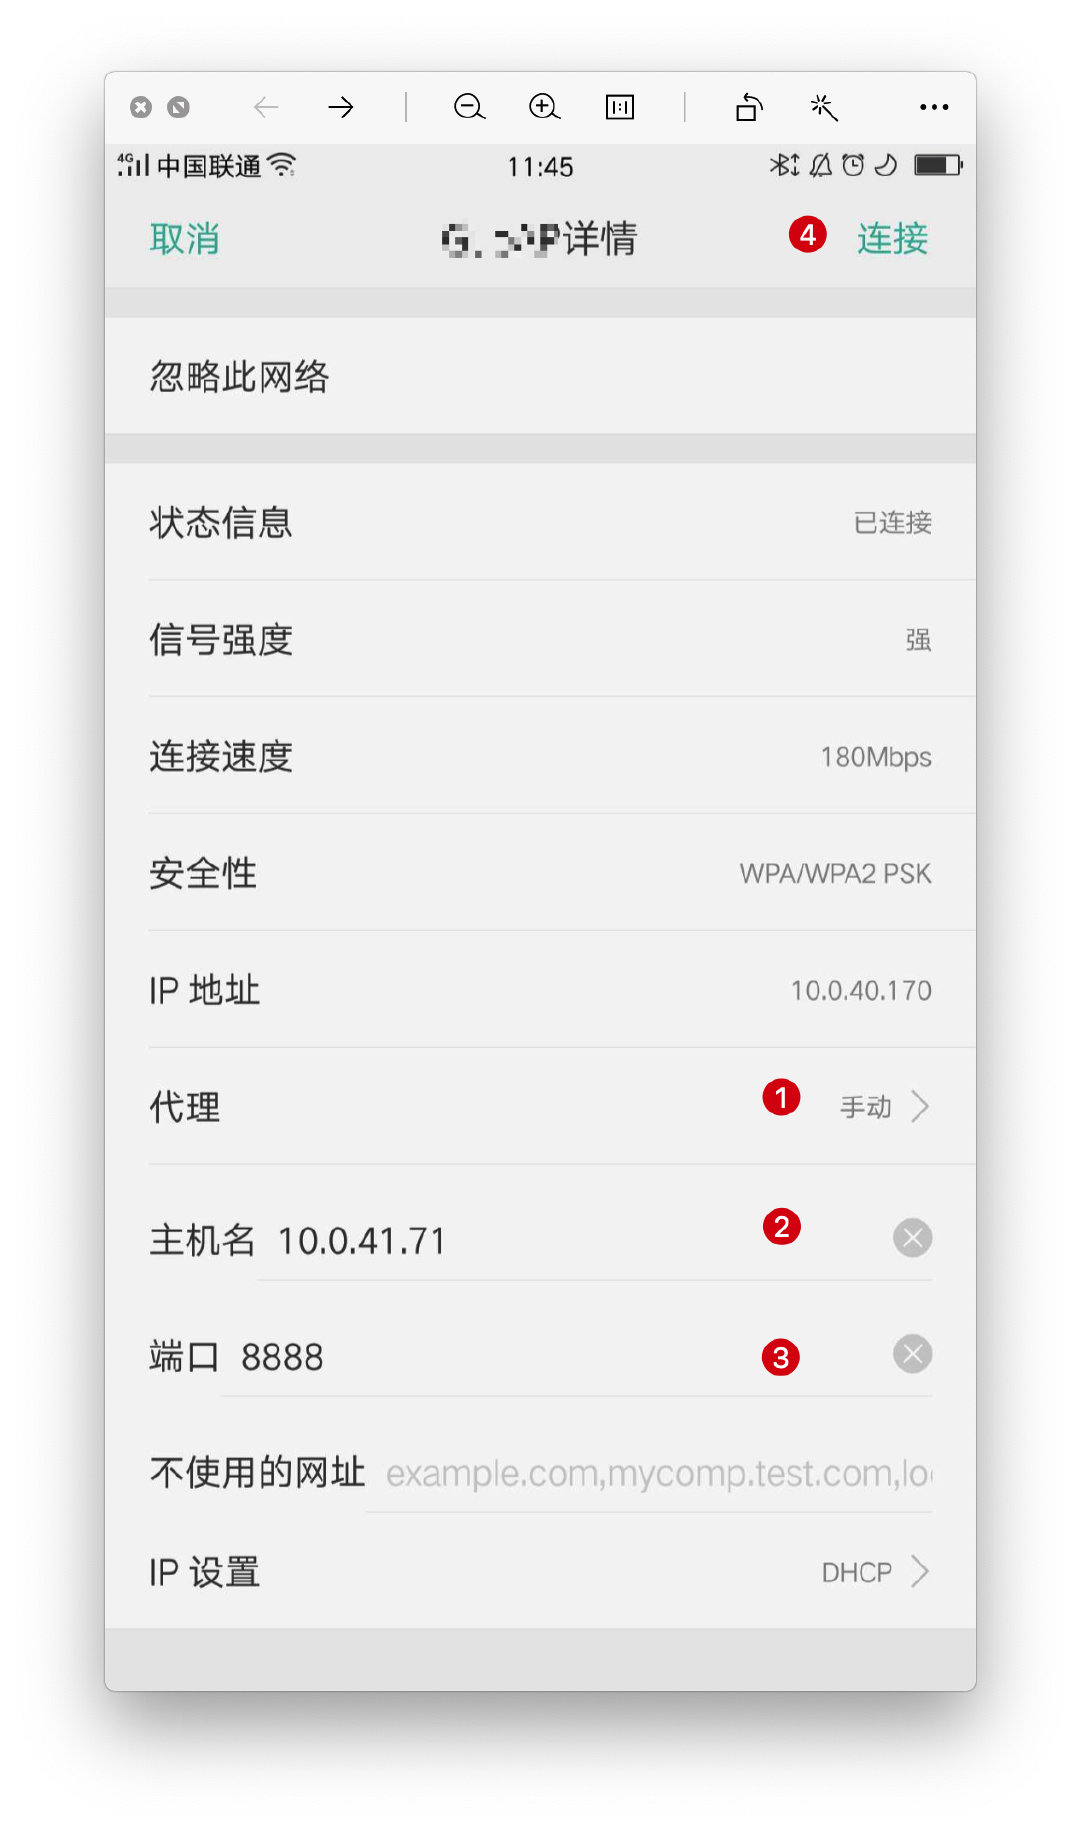 4G 中国联通 11:45
取消 详情 4 连接
忽略此网络
状态信息 已连接
信号强度 强
连接速度 180Mbps
安全性 WPA/WPA2 PSK
IP 地址 10.0.40.170
代理 1 手动
主机名 10.0.41.71 2
端口 8888 3
不使用的网址 example.com,mycomp.test.com,lo
IP 设置 DHCP